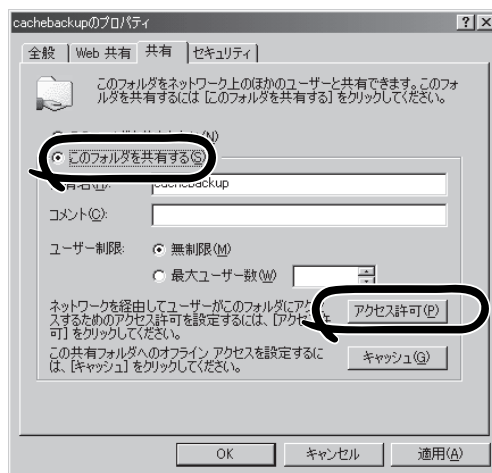 cachebackupのプロパティ
全般 Web 共有 共有 セキュリティ
このフォルダをネットワーク上のほかのユーザーと共有できます。このフォ
ルダを共有するには [このフォルダを共有する] をクリックしてください。
(N)
このフォルダを共有する(S)
cachebackup
コメント(C):
ユーザー制限: 無制限(M)
最大ユーザー数(W)
ネットワークを経由してユーザーがこのフォルダにアクセ
スするためのアクセス許可を設定するには、[アクセス許
可] をクリックしてください。
アクセス許可(P)
この共有フォルダへのオフライン アクセスを設定するに
は、[キャッシュ] をクリックしてください。
キャッシュ(G)
OK キャンセル 適用(A)